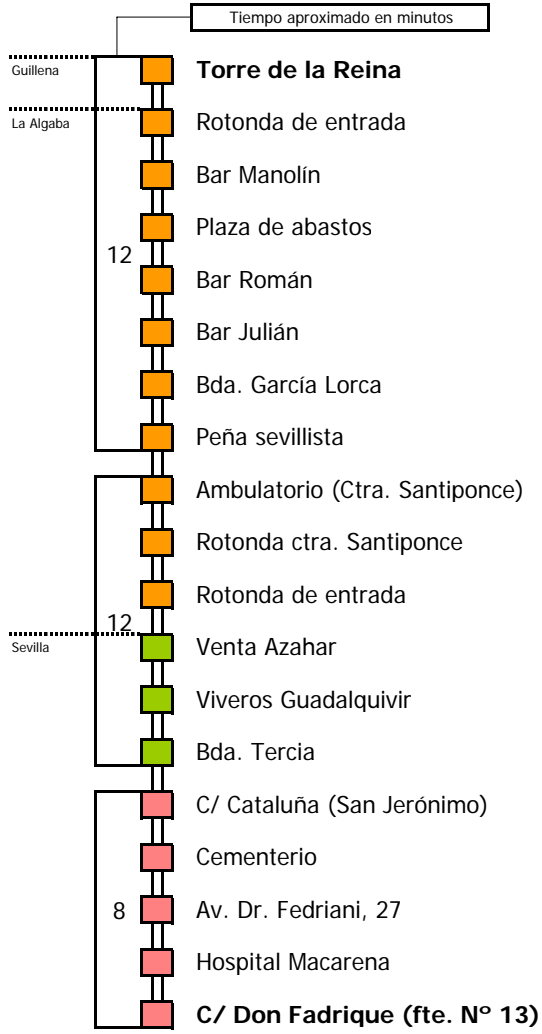 Tiempo aproximado en minutos
Guillena
Torre de la Reina
La Algaba
Rotonda de entrada
Bar Manolín
Plaza de abastos
12
Bar Román
Bar Julián
Bda. García Lorca
Peña sevillista
Ambulatorio (Ctra. Santiponce)
Rotonda ctra. Santiponce
Rotonda de entrada
12
Sevilla
Venta Azahar
Viveros Guadalquivir
Bda. Tercia
C/ Cataluña (San Jerónimo)
Cementerio
8
Av. Dr. Fedriani, 27
Hospital Macarena
C/ Don Fadrique (fte. Nº 13)